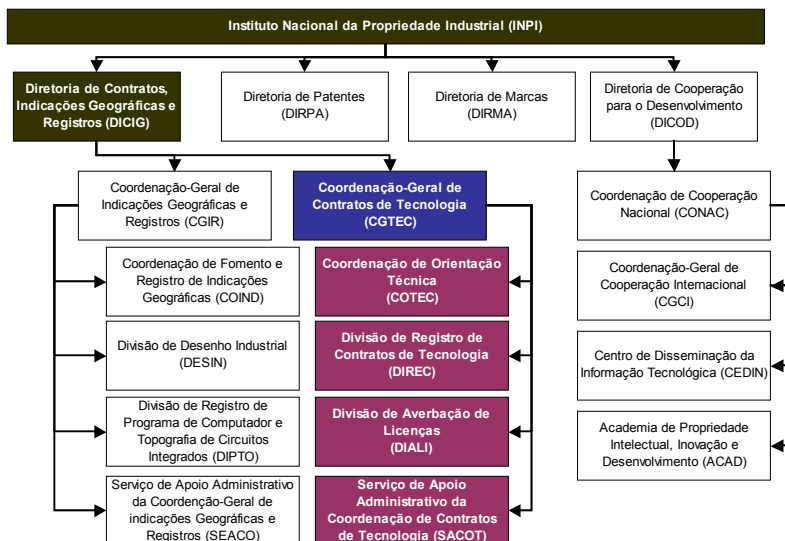 Instituto Nacional da Propriedade Industrial (INPI)
Diretoria de Contratos,
Indicações Geográficas e
Registros (DICIG)
Diretoria de Patentes
(DIRPA)
Diretoria de Marcas
(DIRMA)
Diretoria de Cooperação
para o Desenvolvimento
(DICOD)
Coordenação-Geral de
Indicações Geográficas e
Registros (CGIR)
Coordenação-Geral de
Contratos de Tecnologia
(CGTEC)
Coordenação de Cooperação
Nacional (CONAC)
Coordenação de Fomento e
Registro de Indicações
Geográficas (COIND)
Coordenação de Orientação
Técnica
(COTEC)
Coordenação-Geral de
Cooperação Internacional
(CGCI)
Divisão de Desenho Industrial
(DESIN)
Divisão de Registro de
Contratos de Tecnologia
(DIREC)
Centro de Disseminação da
Informação Tecnológica (CEDIN)
Divisão de Registro de
Programa de Computador e
Topografia de Circuitos
Integrados (DIPTO)
Divisão de Averbação de
Licenças
(DIALI)
Academia de Propriedade
Intelectual, Inovação e
Desenvolvimento (ACAD)
Serviço de Apoio Administrativo
da Coordenção-Geral de
indicações Geográficas e
Registros (SEACO)
Serviço de Apoio
Administrativo da
Coordenação de Contratos
de Tecnologia (SACOT)